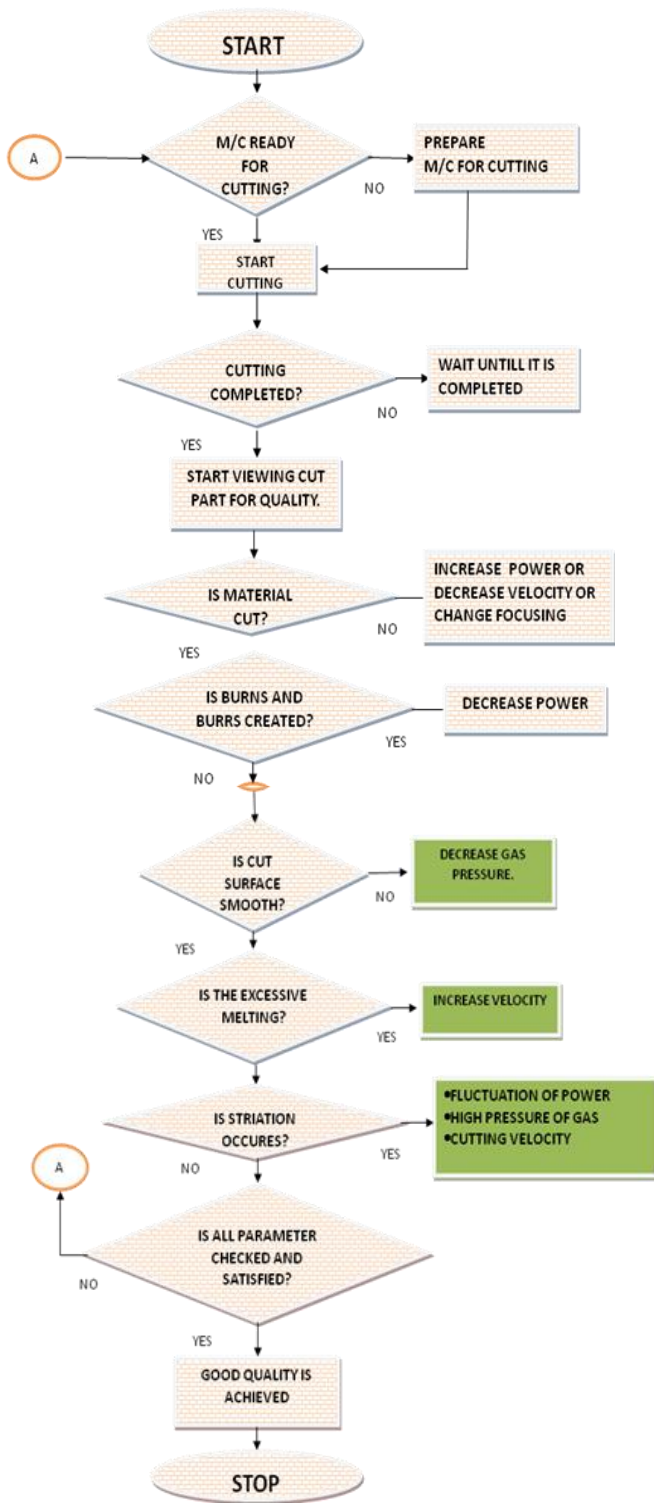 START
M/C READY
FOR
CUTTING?
A
NO
PREPARE
M/C FOR CUTTING
YES
START
CUTTING
CUTTING
COMPLETED?
NO
WAIT UNTILL IT IS
COMPLETED
YES
START VIEWING CUT
PART FOR QUALITY.
IS MATERIAL
CUT?
NO
INCREASE POWER OR
DECREASE VELOCITY OR
CHANGE FOCUSING
YES
IS BURNS AND
BURRS CREATED?
YES
DECREASE POWER
NO
IS CUT
SURFACE
SMOOTH?
NO
DECREASE GAS
PRESSURE.
YES
IS THE EXCESSIVE
MELTING?
YES
INCREASE VELOCITY
IS STRIATION
OCCURES?
YES
•FLUCTUATION OF POWER
•HIGH PRESSURE OF GAS
•CUTTING VELOCITY
NO
A
IS ALL PARAMETER
CHECKED AND
SATISFIED?
NO
YES
GOOD QUALITY IS
ACHIEVED
STOP